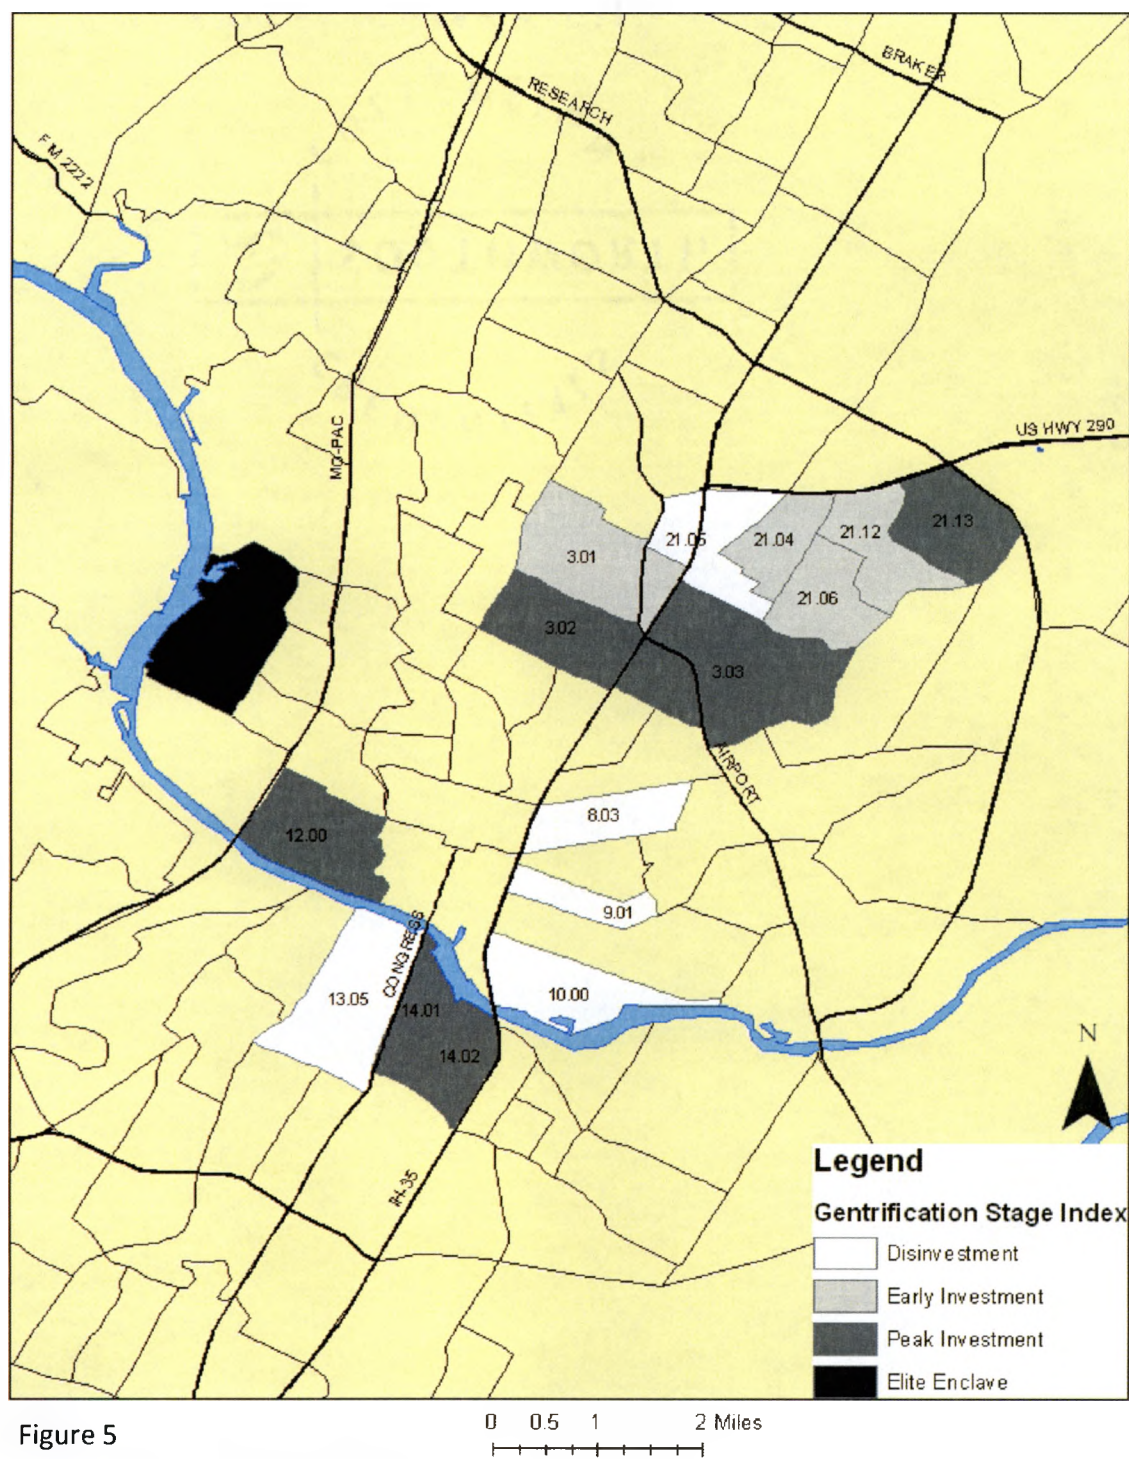 BRAKER
RESEARCH
FM 2222
MO-PAC
US HWY 290
21.13
21.05
21.04
21.12
3.01
21.06
3.02
3.03
AIRPORT
8.03
12.00
9.01
CONGRESS
13.05
14.01
10.00
14.02
IH-35
N
Legend
Gentrification Stage Index
Disinvestment
Early Investment
Peak Investment
Elite Enclave
Figure 5
0 0.5 1 2 Miles